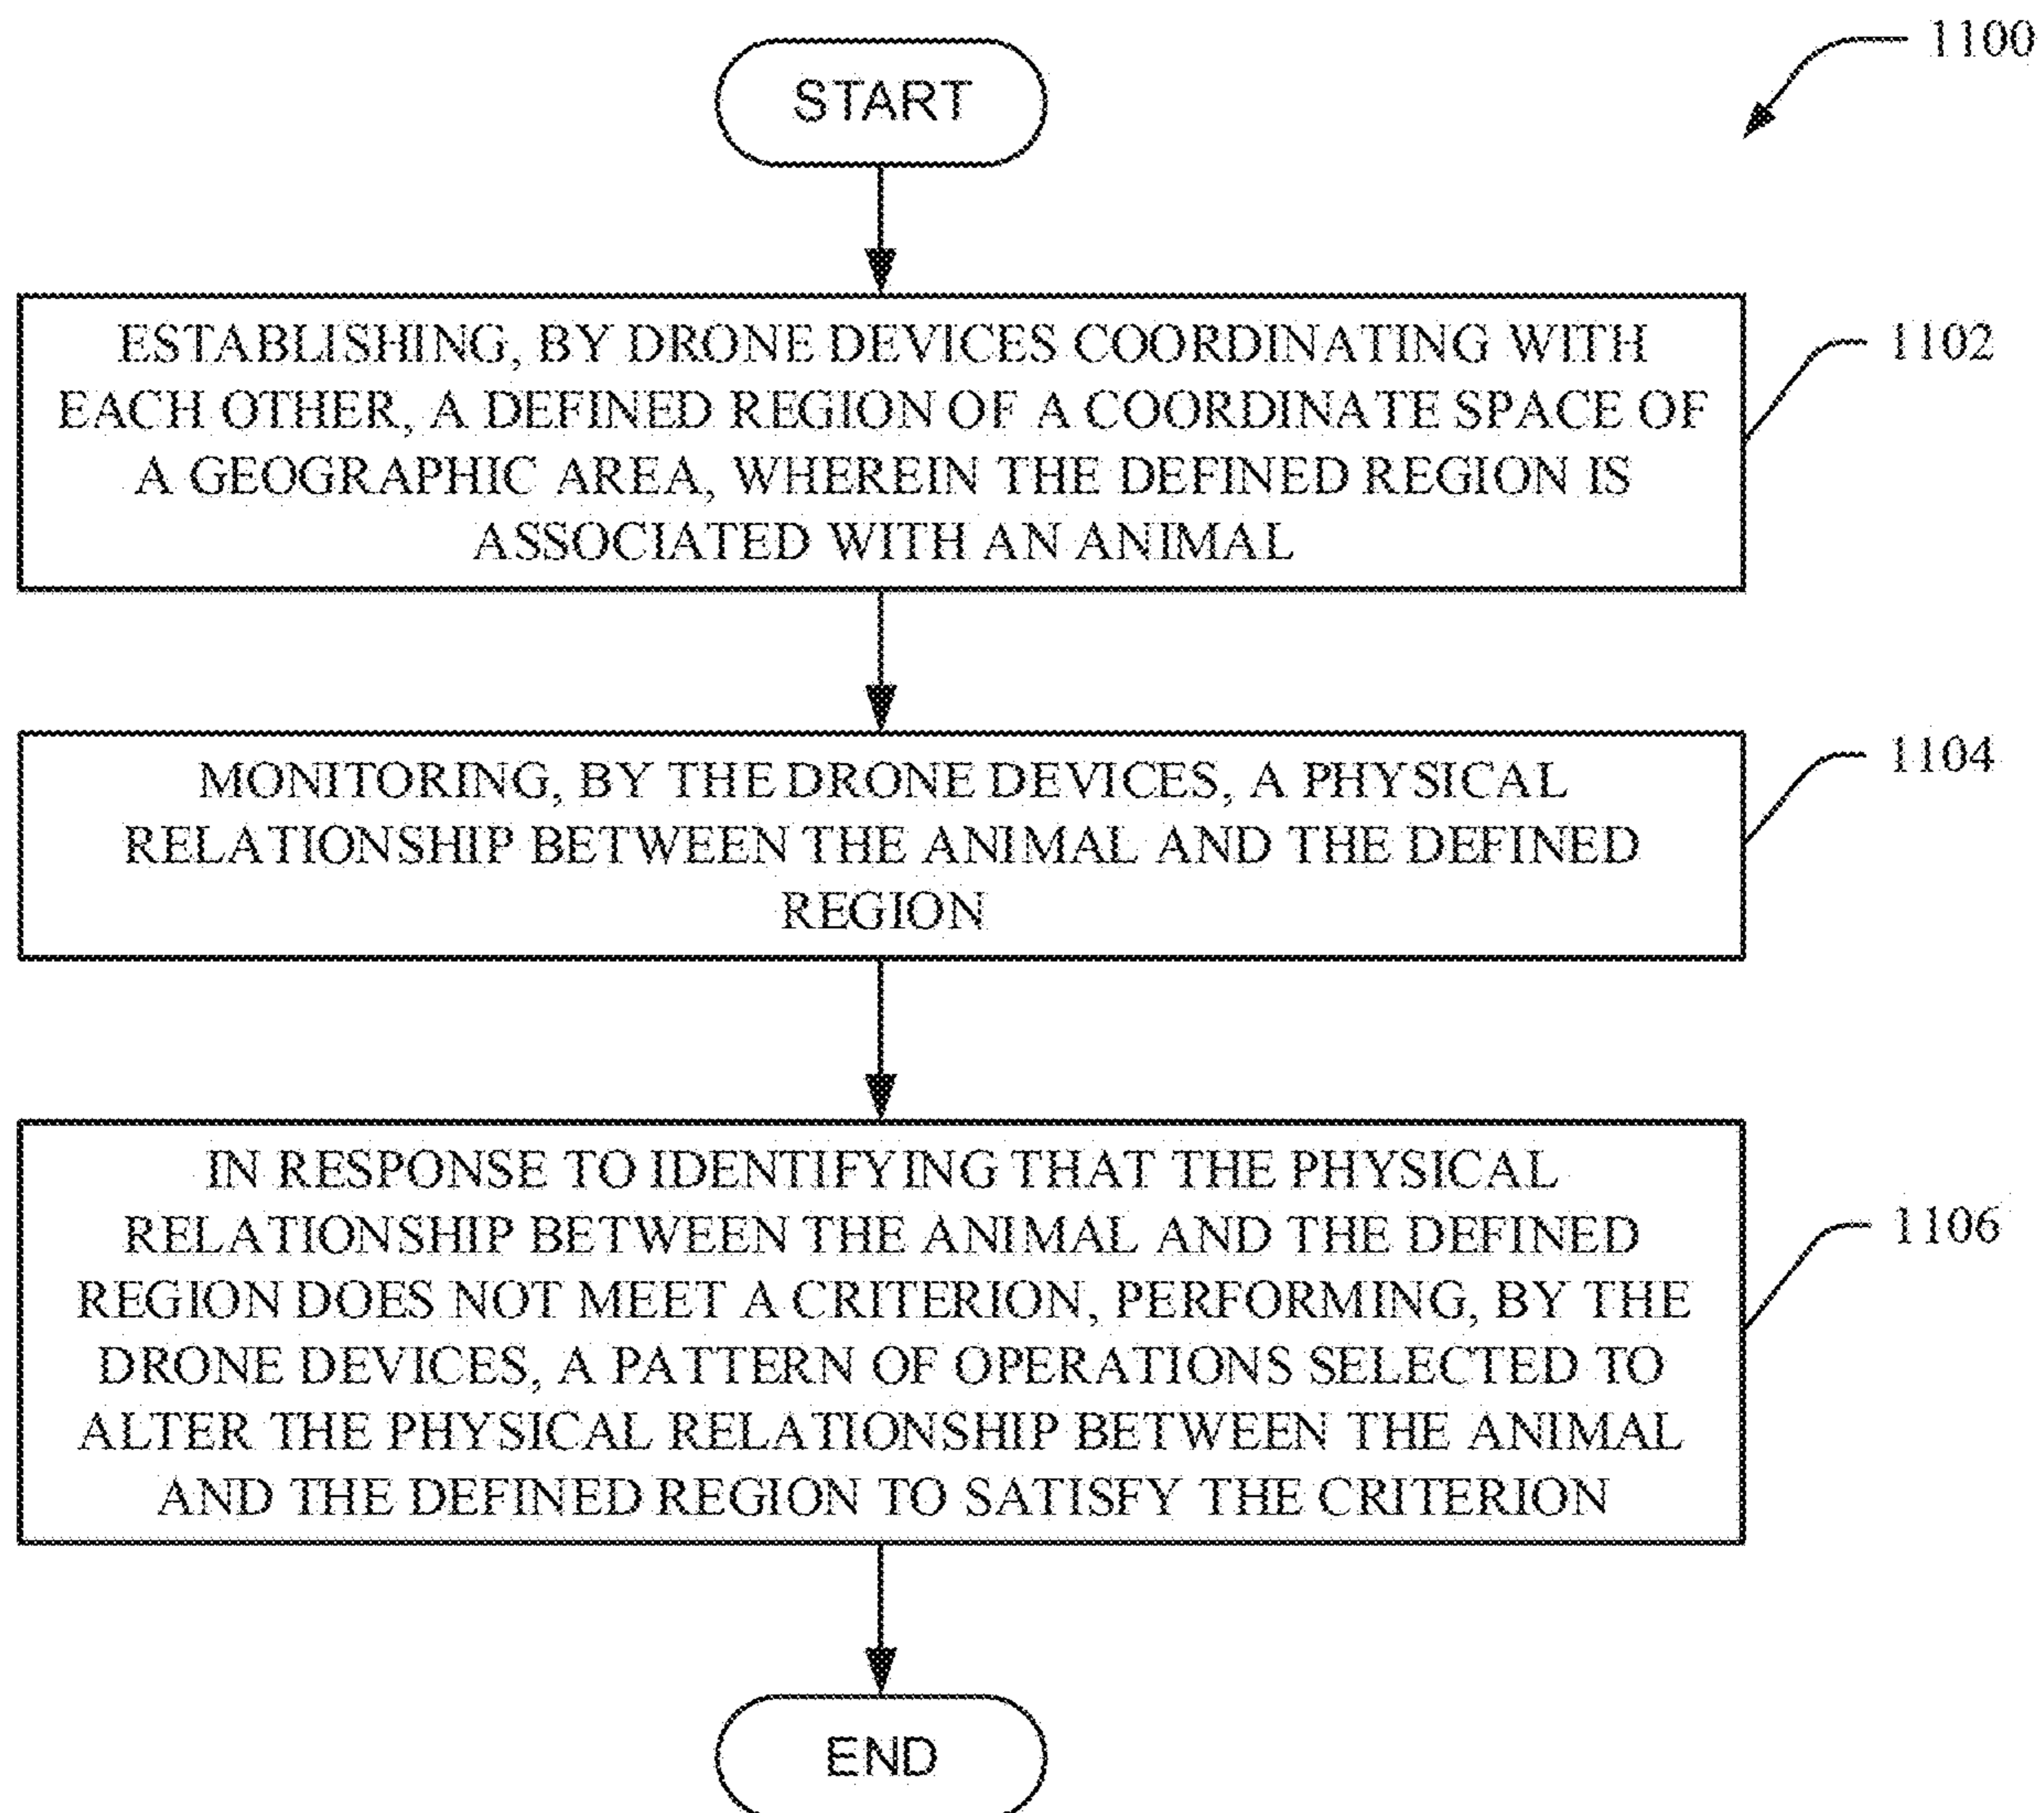 1100
START
ESTABLISHING, BY DRONE DEVICES COORDINATING WITH
EACH OTHER, A DEFINED REGION OF A COORDINATE SPACE OF
A GEOGRAPHIC AREA, WHEREIN THE DEFINED REGION IS
ASSOCIATED WITH AN ANIMAL
1102
MONITORING, BY THE DRONE DEVICES, A PHYSICAL
RELATIONSHIP BETWEEN THE ANIMAL AND THE DEFINED
REGION
1104
IN RESPONSE TO IDENTIFYING THAT THE PHYSICAL
RELATIONSHIP BETWEEN THE ANIMAL AND THE DEFINED
REGION DOES NOT MEET A CRITERION, PERFORMING, BY THE
DRONE DEVICES, A PATTERN OF OPERATIONS SELECTED TO
ALTER THE PHYSICAL RELATIONSHIP BETWEEN THE ANIMAL
AND THE DEFINED REGION TO SATISFY THE CRITERION
1106
END